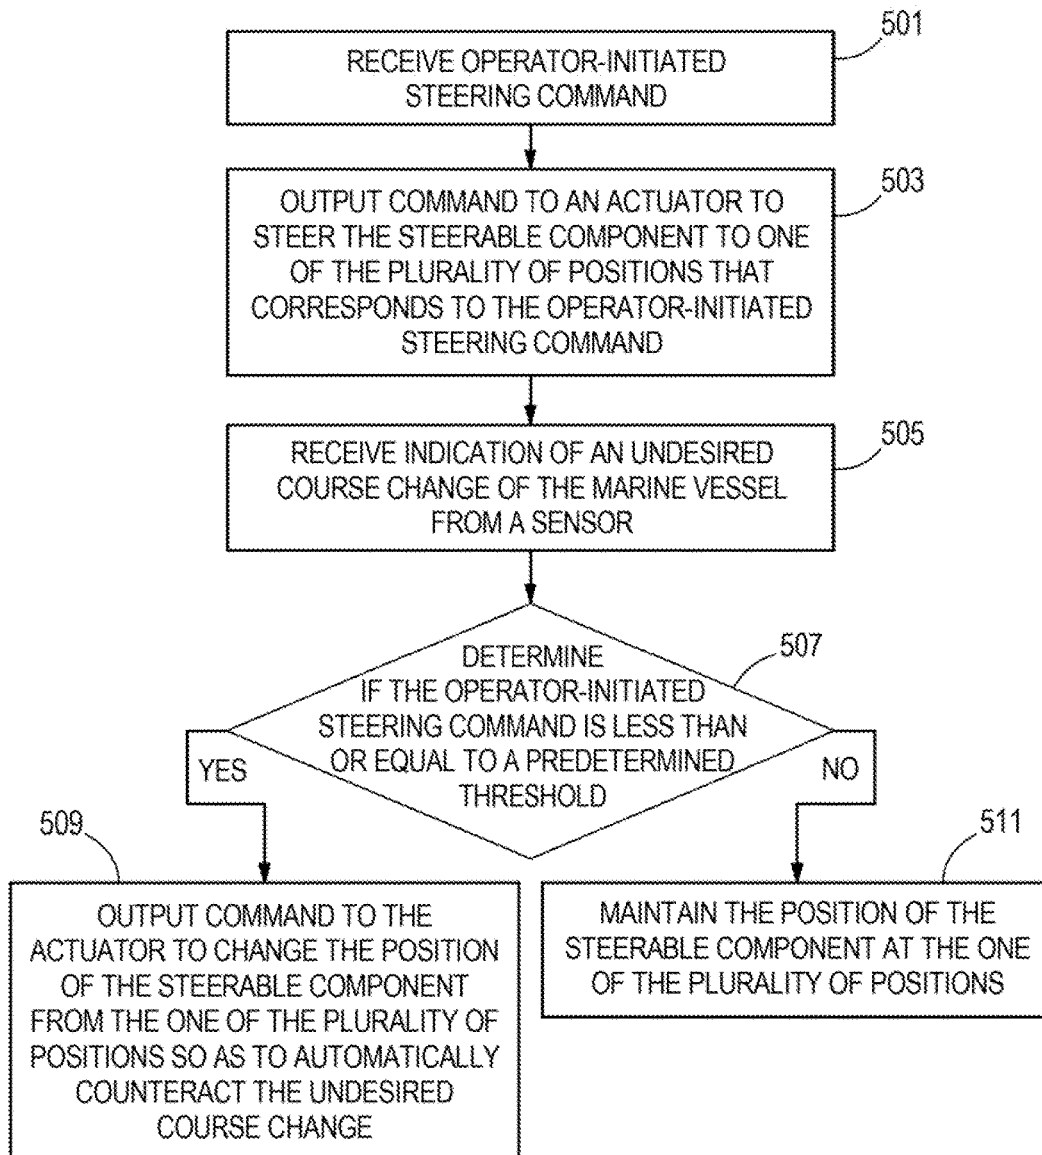 501
RECEIVE OPERATOR-INITIATED
STEERING COMMAND
503
OUTPUT COMMAND TO AN ACTUATOR TO
STEER THE STEERABLE COMPONENT TO ONE
OF THE PLURALITY OF POSITIONS THAT
CORRESPONDS TO THE OPERATOR-INITIATED
STEERING COMMAND
505
RECEIVE INDICATION OF AN UNDESIRED
COURSE CHANGE OF THE MARINE VESSEL
FROM A SENSOR
507
DETERMINE
IF THE OPERATOR-INITIATED
STEERING COMMAND IS LESS THAN
OR EQUAL TO A PREDETERMINED
THRESHOLD
YES
NO
509
OUTPUT COMMAND TO THE
ACTUATOR TO CHANGE THE POSITION
OF THE STEERABLE COMPONENT
FROM THE ONE OF THE PLURALITY OF
POSITIONS SO AS TO AUTOMATICALLY
COUNTERACT THE UNDESIRED
COURSE CHANGE
511
MAINTAIN THE POSITION OF THE
STEERABLE COMPONENT AT THE ONE
OF THE PLURALITY OF POSITIONS